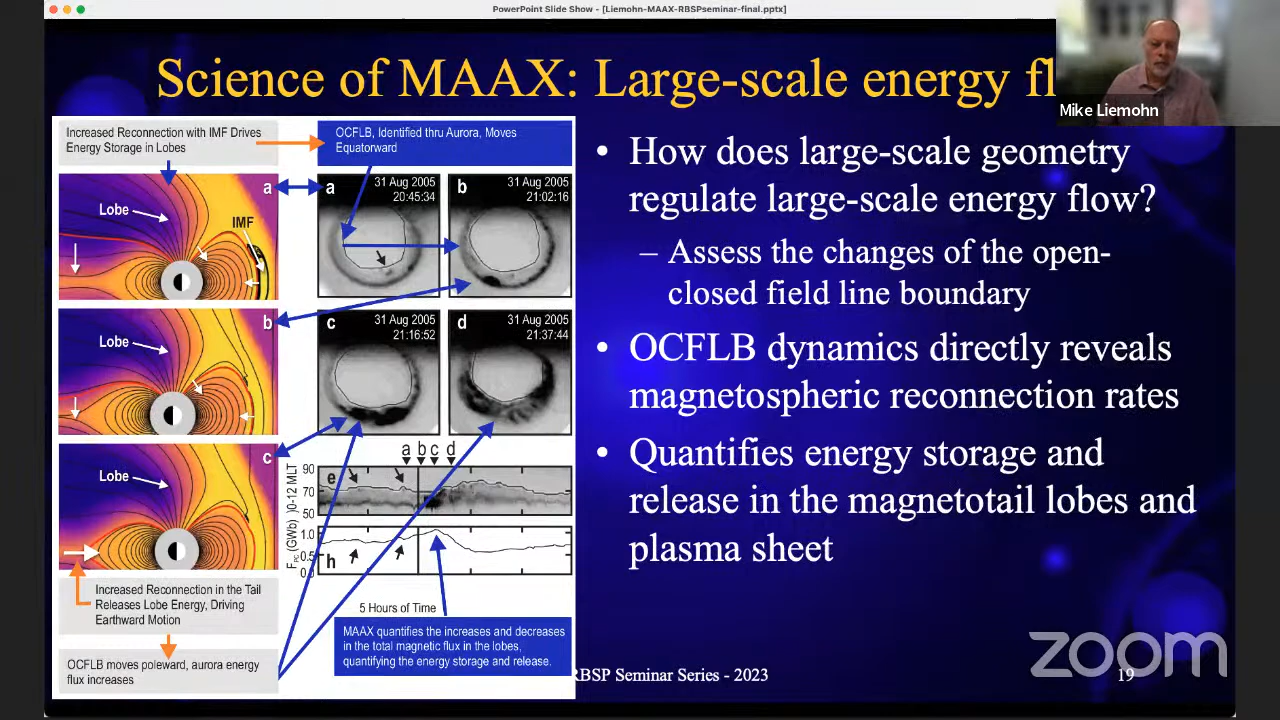 PowerPoint Slide Show - [Liemohn-MAAX-RBSPseminar-final.pptx]
Science of MAAX: Large-scale energy fl
Mike Liemohn
Increased Reconnection with IMF Drives
Energy Storage in Lobes
OCFLB, Identified thru Aurora, Moves
Equatorward
a
Lobe
IMF
b
Lobe
c
Lobe
a
31 Aug 2005
20:45:34
b
31 Aug 2005
21:02:16
c
31 Aug 2005
21:16:52
d
31 Aug 2005
21:37:44
a b c d
e
90
70
50
0-12 MLT
h
1.0
0.5
(GWb)
5 Hours of Time
Increased Reconnection in the Tail
Releases Lobe Energy, Driving
Earthward Motion
OCFLB moves poleward, aurora energy
flux increases
MAAX quantifies the increases and decreases
in the total magnetic flux in the lobes,
quantifying the energy storage and release.
• How does large-scale geometry
regulate large-scale energy flow?
– Assess the changes of the open-
closed field line boundary
• OCFLB dynamics directly reveals
magnetospheric reconnection rates
• Quantifies energy storage and
release in the magnetotail lobes and
plasma sheet
RBSP Seminar Series - 2023
19
zoom